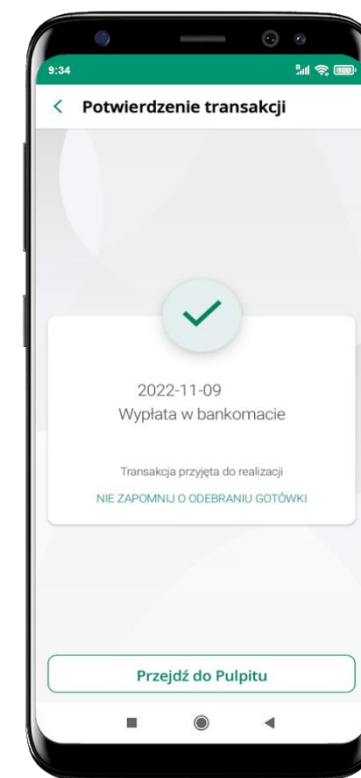 9:34
100
Potwierdzenie transakcji
2022-11-09
Wypłata w bankomacie
Transakcja przyjęta do realizacji
NIE ZAPOMNIJ O ODEBRANIU GOTÓWKI
Przejdź do Pulpitu